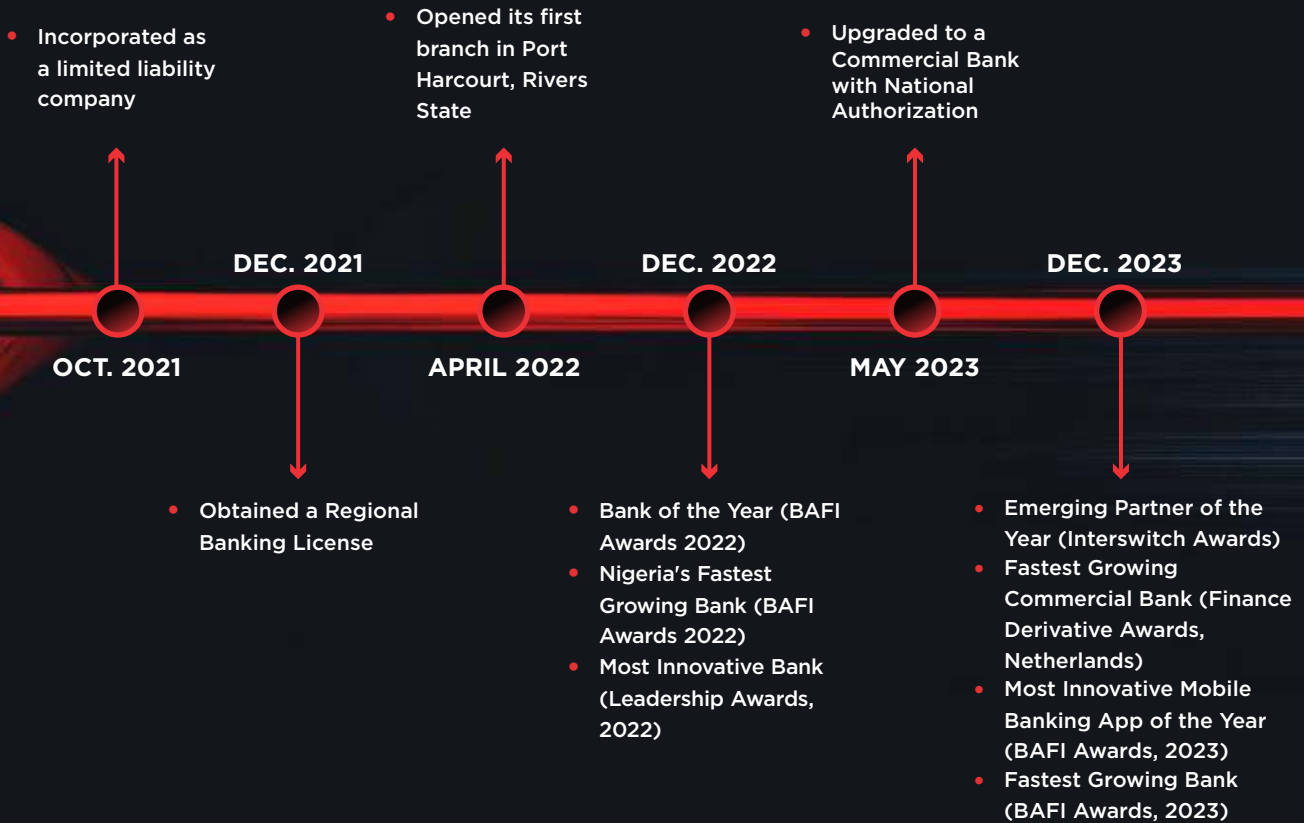 • Incorporated as
a limited liability
company
• Opened its first
branch in Port
Harcourt, Rivers
State
• Upgraded to a
Commercial Bank
with National
Authorization
DEC. 2021
DEC. 2022
DEC. 2023
OCT. 2021
APRIL 2022
MAY 2023
• Obtained a Regional
Banking License
• Bank of the Year (BAFI
Awards 2022)
• Nigeria's Fastest
Growing Bank (BAFI
Awards 2022)
• Most Innovative Bank
(Leadership Awards,
2022)
• Emerging Partner of the
Year (Interswitch Awards)
• Fastest Growing
Commercial Bank (Finance
Derivative Awards,
Netherlands)
• Most Innovative Mobile
Banking App of the Year
(BAFI Awards, 2023)
• Fastest Growing Bank
(BAFI Awards, 2023)